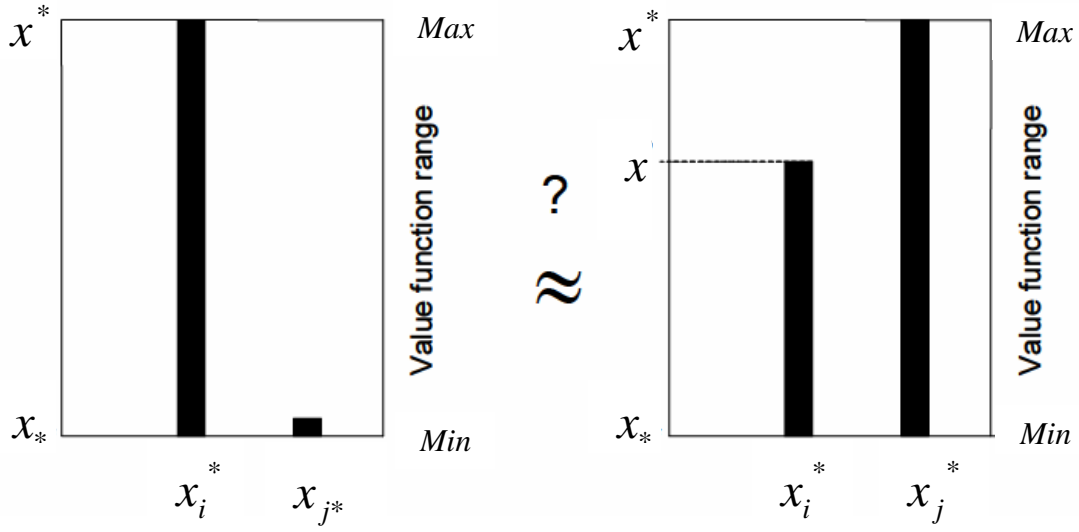 x* Max
Value function range
x* Min
xi* xj*
?
≈
x* Max
x
Value function range
x* Min
xi* xj*